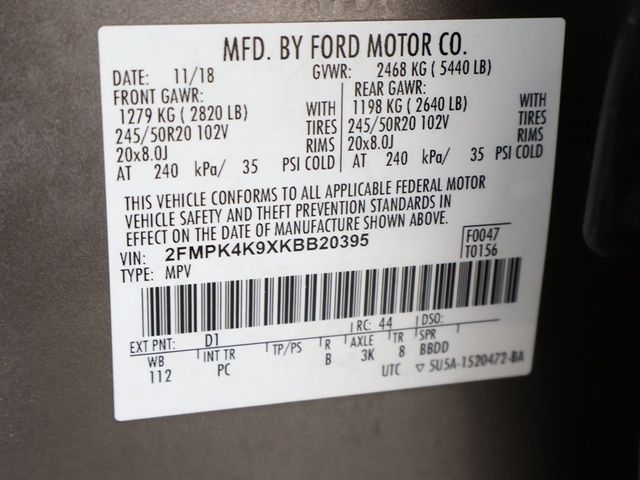 MFD. BY FORD MOTOR CO.
DATE: 11/18 GVWR: 2468 KG ( 5440 LB)
FRONT GAWR: REAR GAWR:
1279 KG ( 2820 LB) WITH 1198 KG ( 2640 LB) WITH
245/50R20 102V TIRES 245/50R20 102V TIRES
20x8.0J RIMS 20x8.0J RIMS
AT 240 kPa/ 35 PSI COLD AT 240 kPa/ 35 PSI COLD
THIS VEHICLE CONFORMS TO ALL APPLICABLE FEDERAL MOTOR
VEHICLE SAFETY AND THEFT PREVENTION STANDARDS IN
EFFECT ON THE DATE OF MANUFACTURE SHOWN ABOVE.
VIN: 2FMPK4K9XKBB20395 F0047
TYPE: MPV T0156
EXT PNT: D1 RC: 44 DSO:
WB INT TR TP/PS R AXLE TR SPR
112 PC B 3K 8 BBDD
UTC ▽ 5U5A-1520472-BA